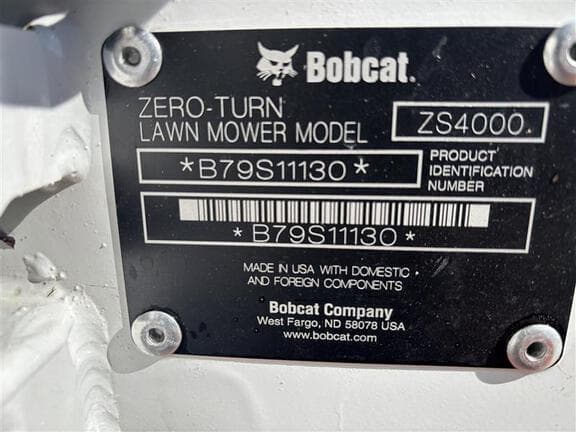 Bobcat.
ZERO-TURN
LAWN MOWER MODEL
ZS4000
*B79S11130*
PRODUCT
IDENTIFICATION
NUMBER
*B79S11130*
MADE IN USA WITH DOMESTIC
AND FOREIGN COMPONENTS
Bobcat Company
West Fargo, ND 58078 USA
www.bobcat.com